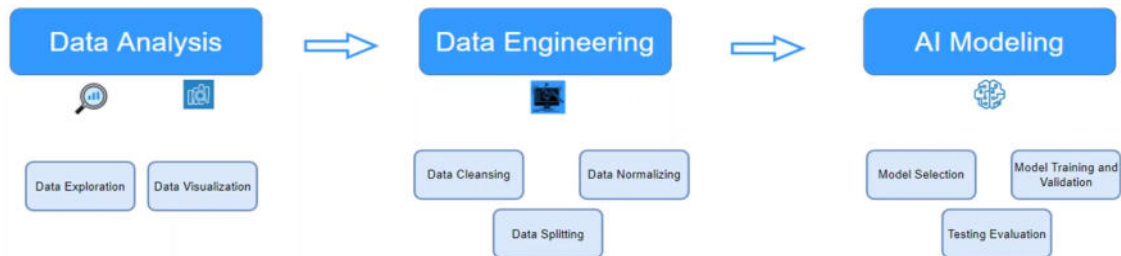 Data Analysis
Data Engineering
AI Modeling
Data Exploration
Data Visualization
Data Cleansing
Data Normalizing
Data Splitting
Model Selection
Model Training and
Validation
Testing Evaluation